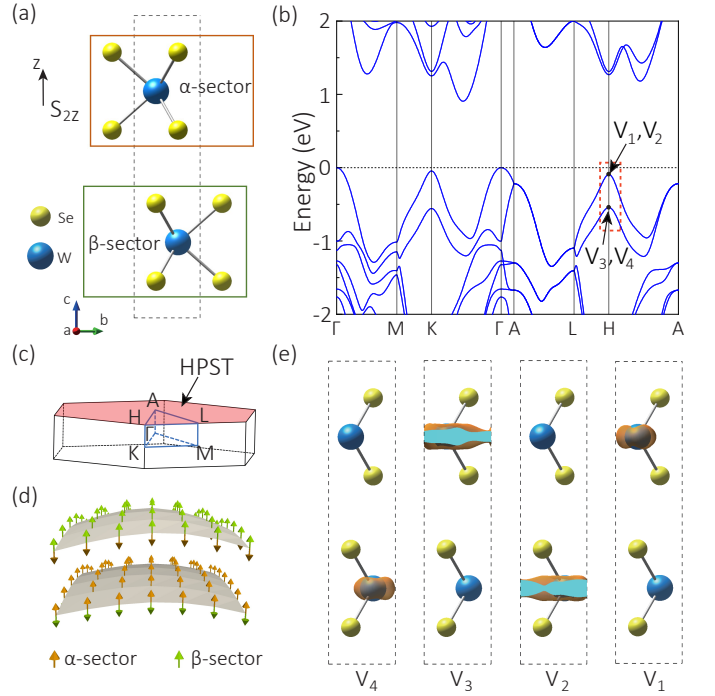 (a)
Z
S2Z
α-sector
β-sector
Se
W
c
a
b
(b)
Energy (eV)
2
1
0
-1
-2
V1,V2
V3,V4
Γ M K Γ A L H A
(c)
HPST
A
H
L
Γ
K
M
(d)
α-sector
β-sector
(e)
V4
V3
V2
V1